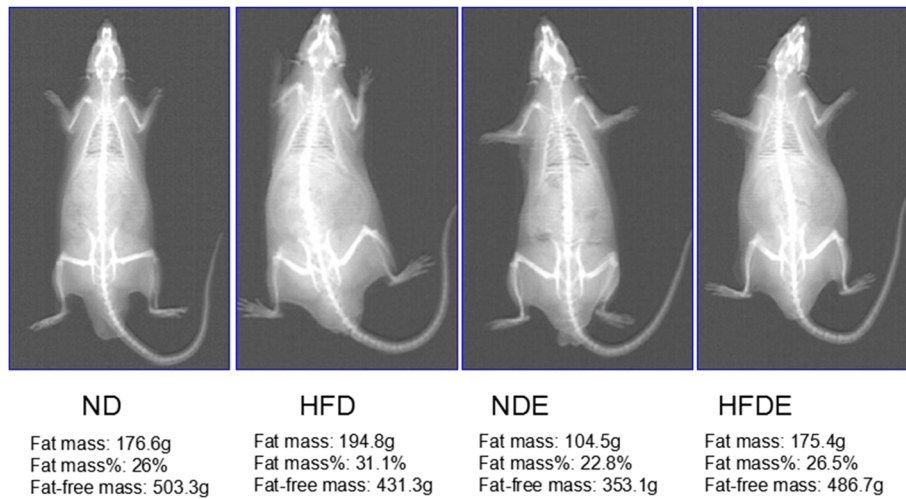 ND
Fat mass: 176.6g
Fat mass%: 26%
Fat-free mass: 503.3g
HFD
Fat mass: 194.8g
Fat mass%: 31.1%
Fat-free mass: 431.3g
NDE
Fat mass: 104.5g
Fat mass%: 22.8%
Fat-free mass: 353.1g
HFDE
Fat mass: 175.4g
Fat mass%: 26.5%
Fat-free mass: 486.7g